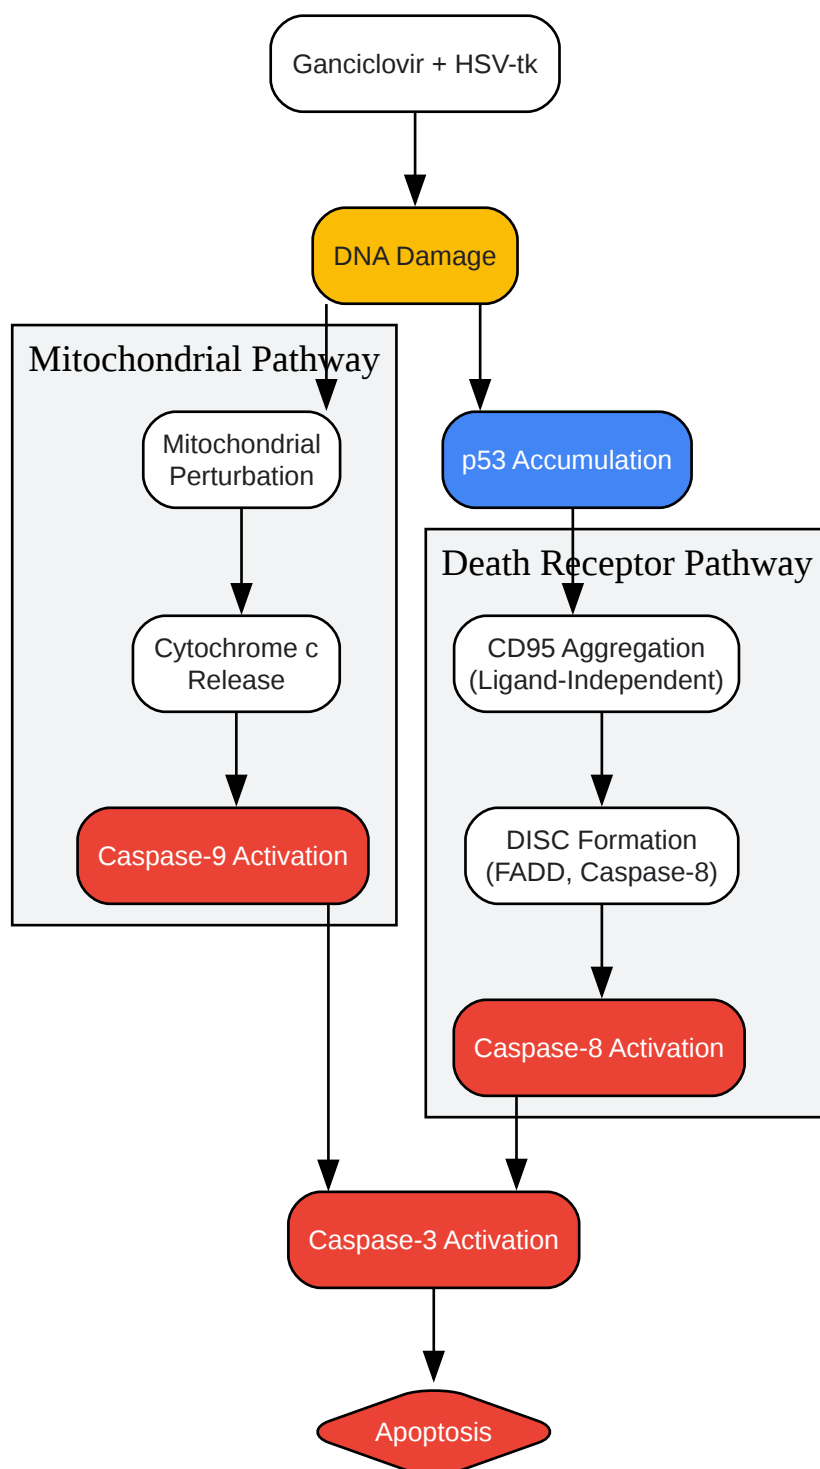 Ganciclovir + HSV-tk
DNA Damage
Mitochondrial Pathway
Mitochondrial
Perturbation
p53 Accumulation
Death Receptor Pathway
Cytochrome c
Release
CD95 Aggregation
(Ligand-Independent)
Caspase-9 Activation
DISC Formation
(FADD, Caspase-8)
Caspase-8 Activation
Caspase-3 Activation
Apoptosis